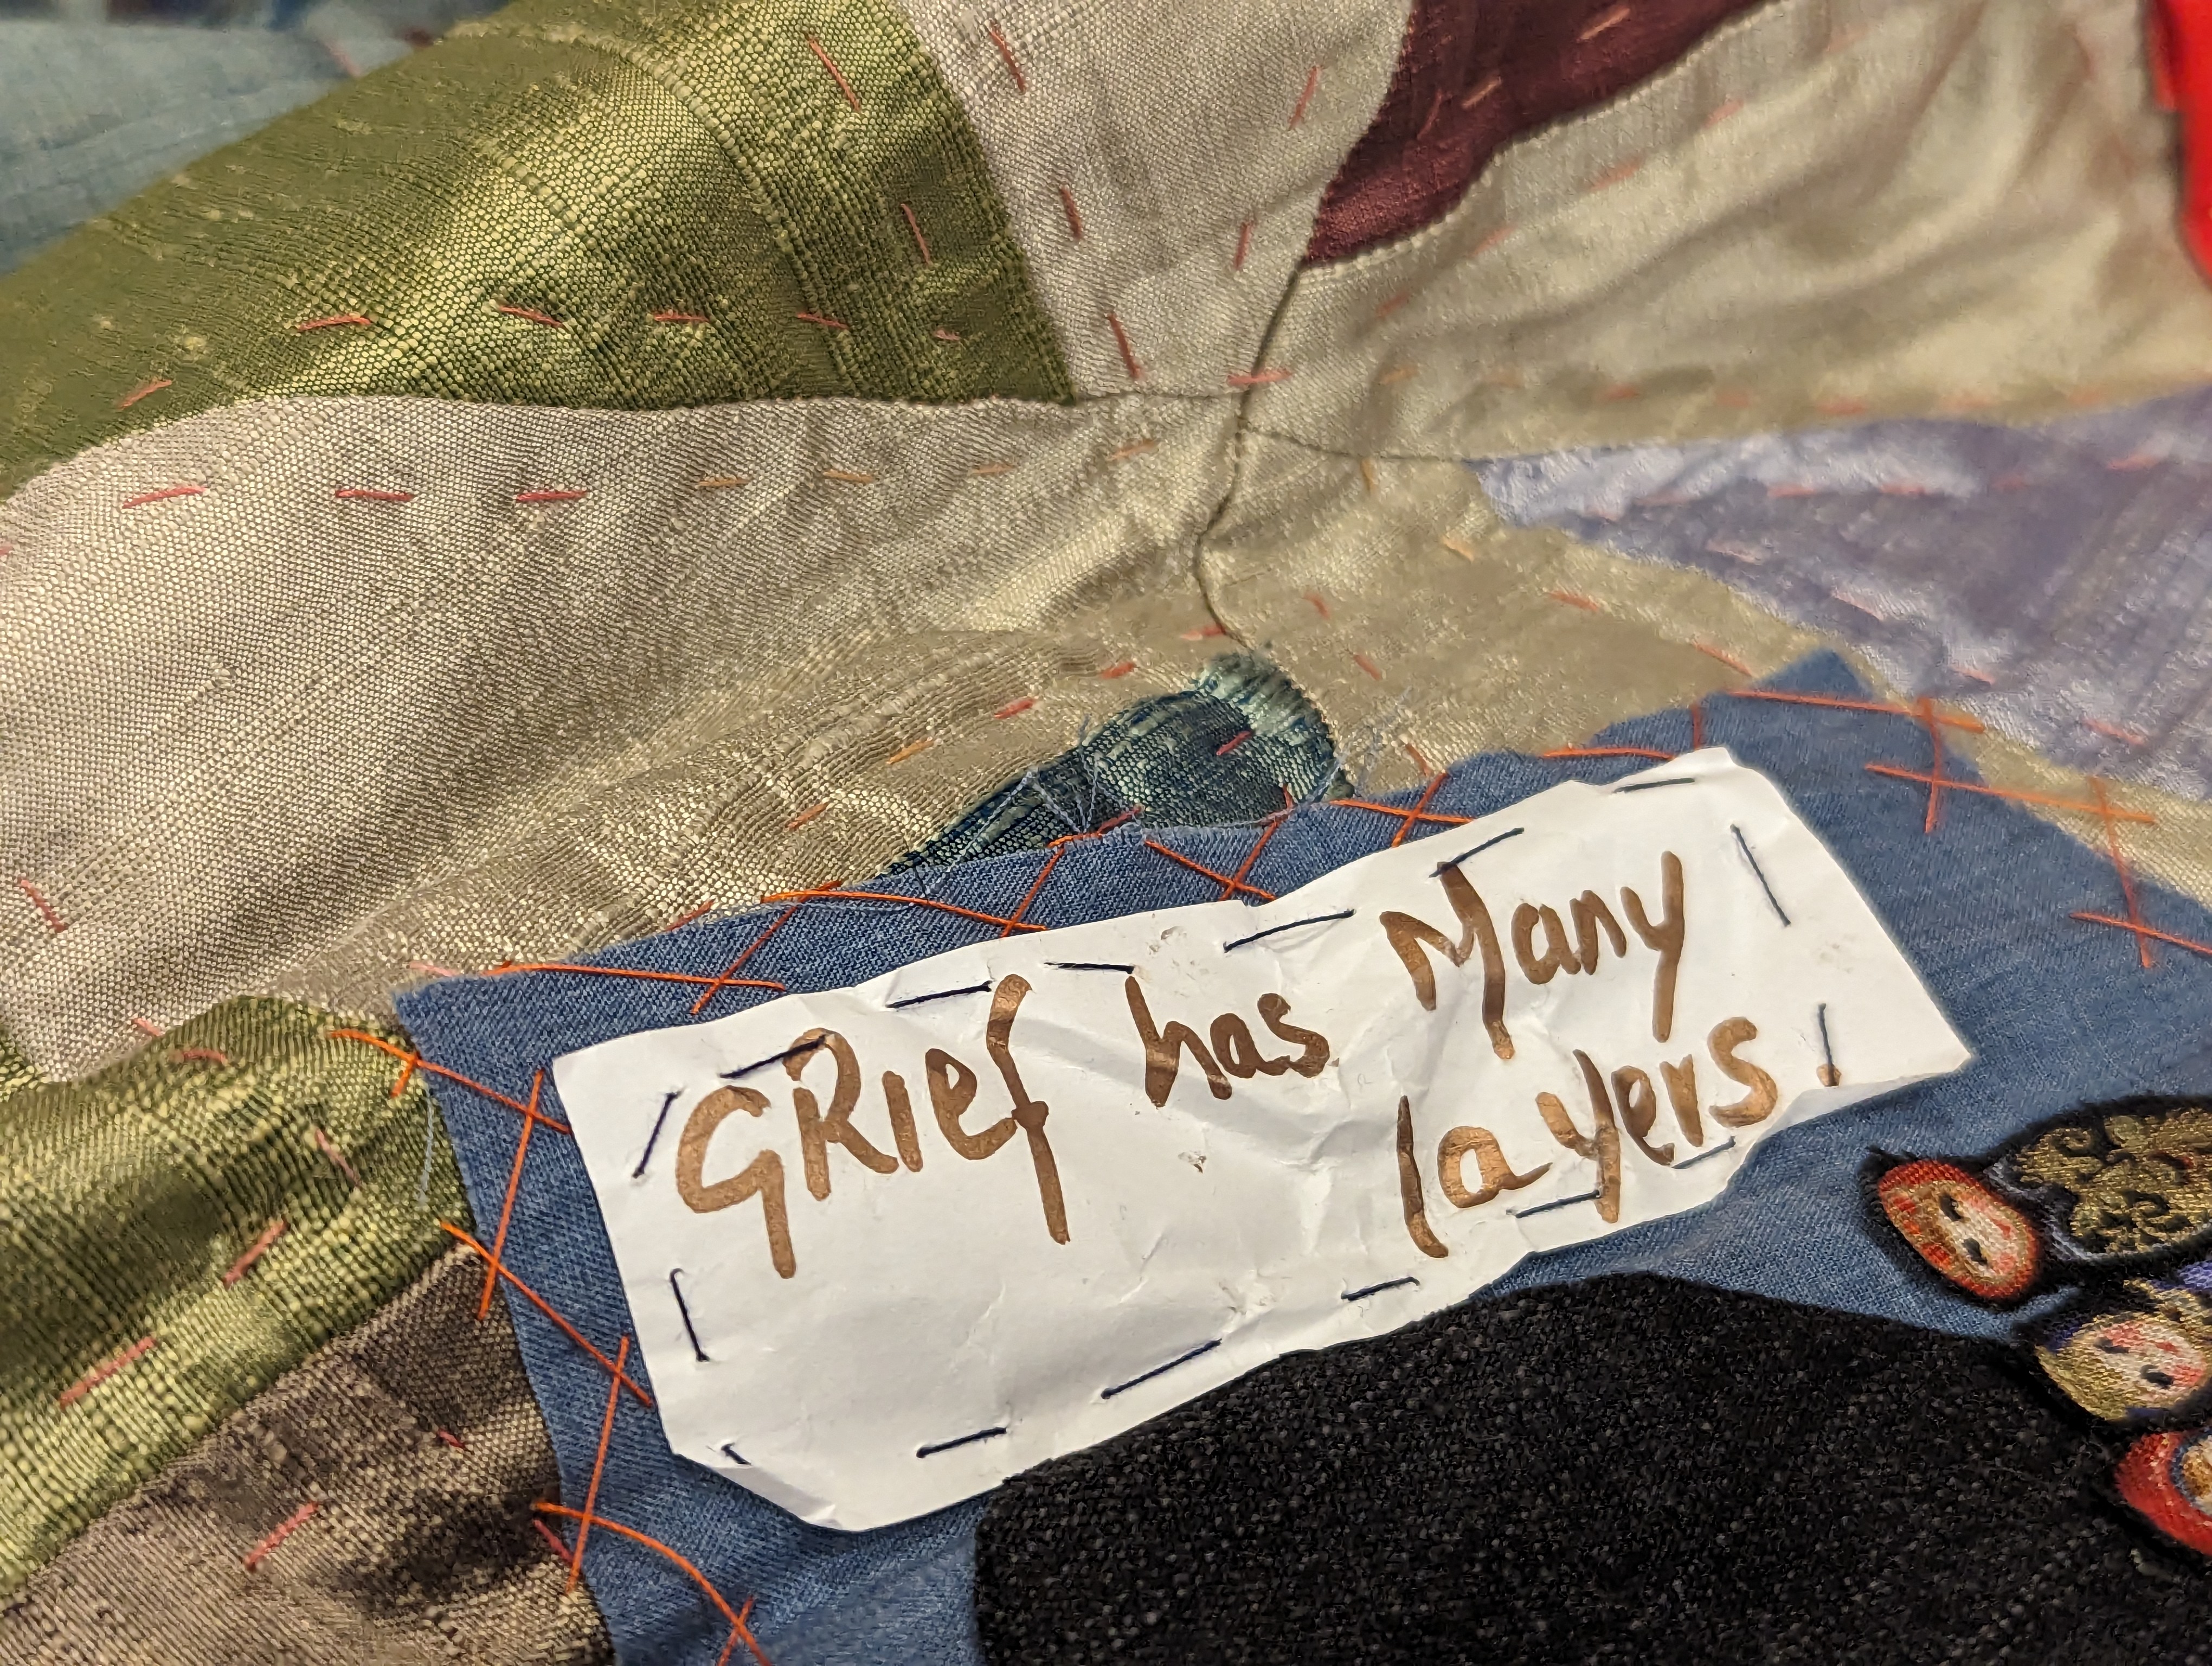 GRief has Many
layers